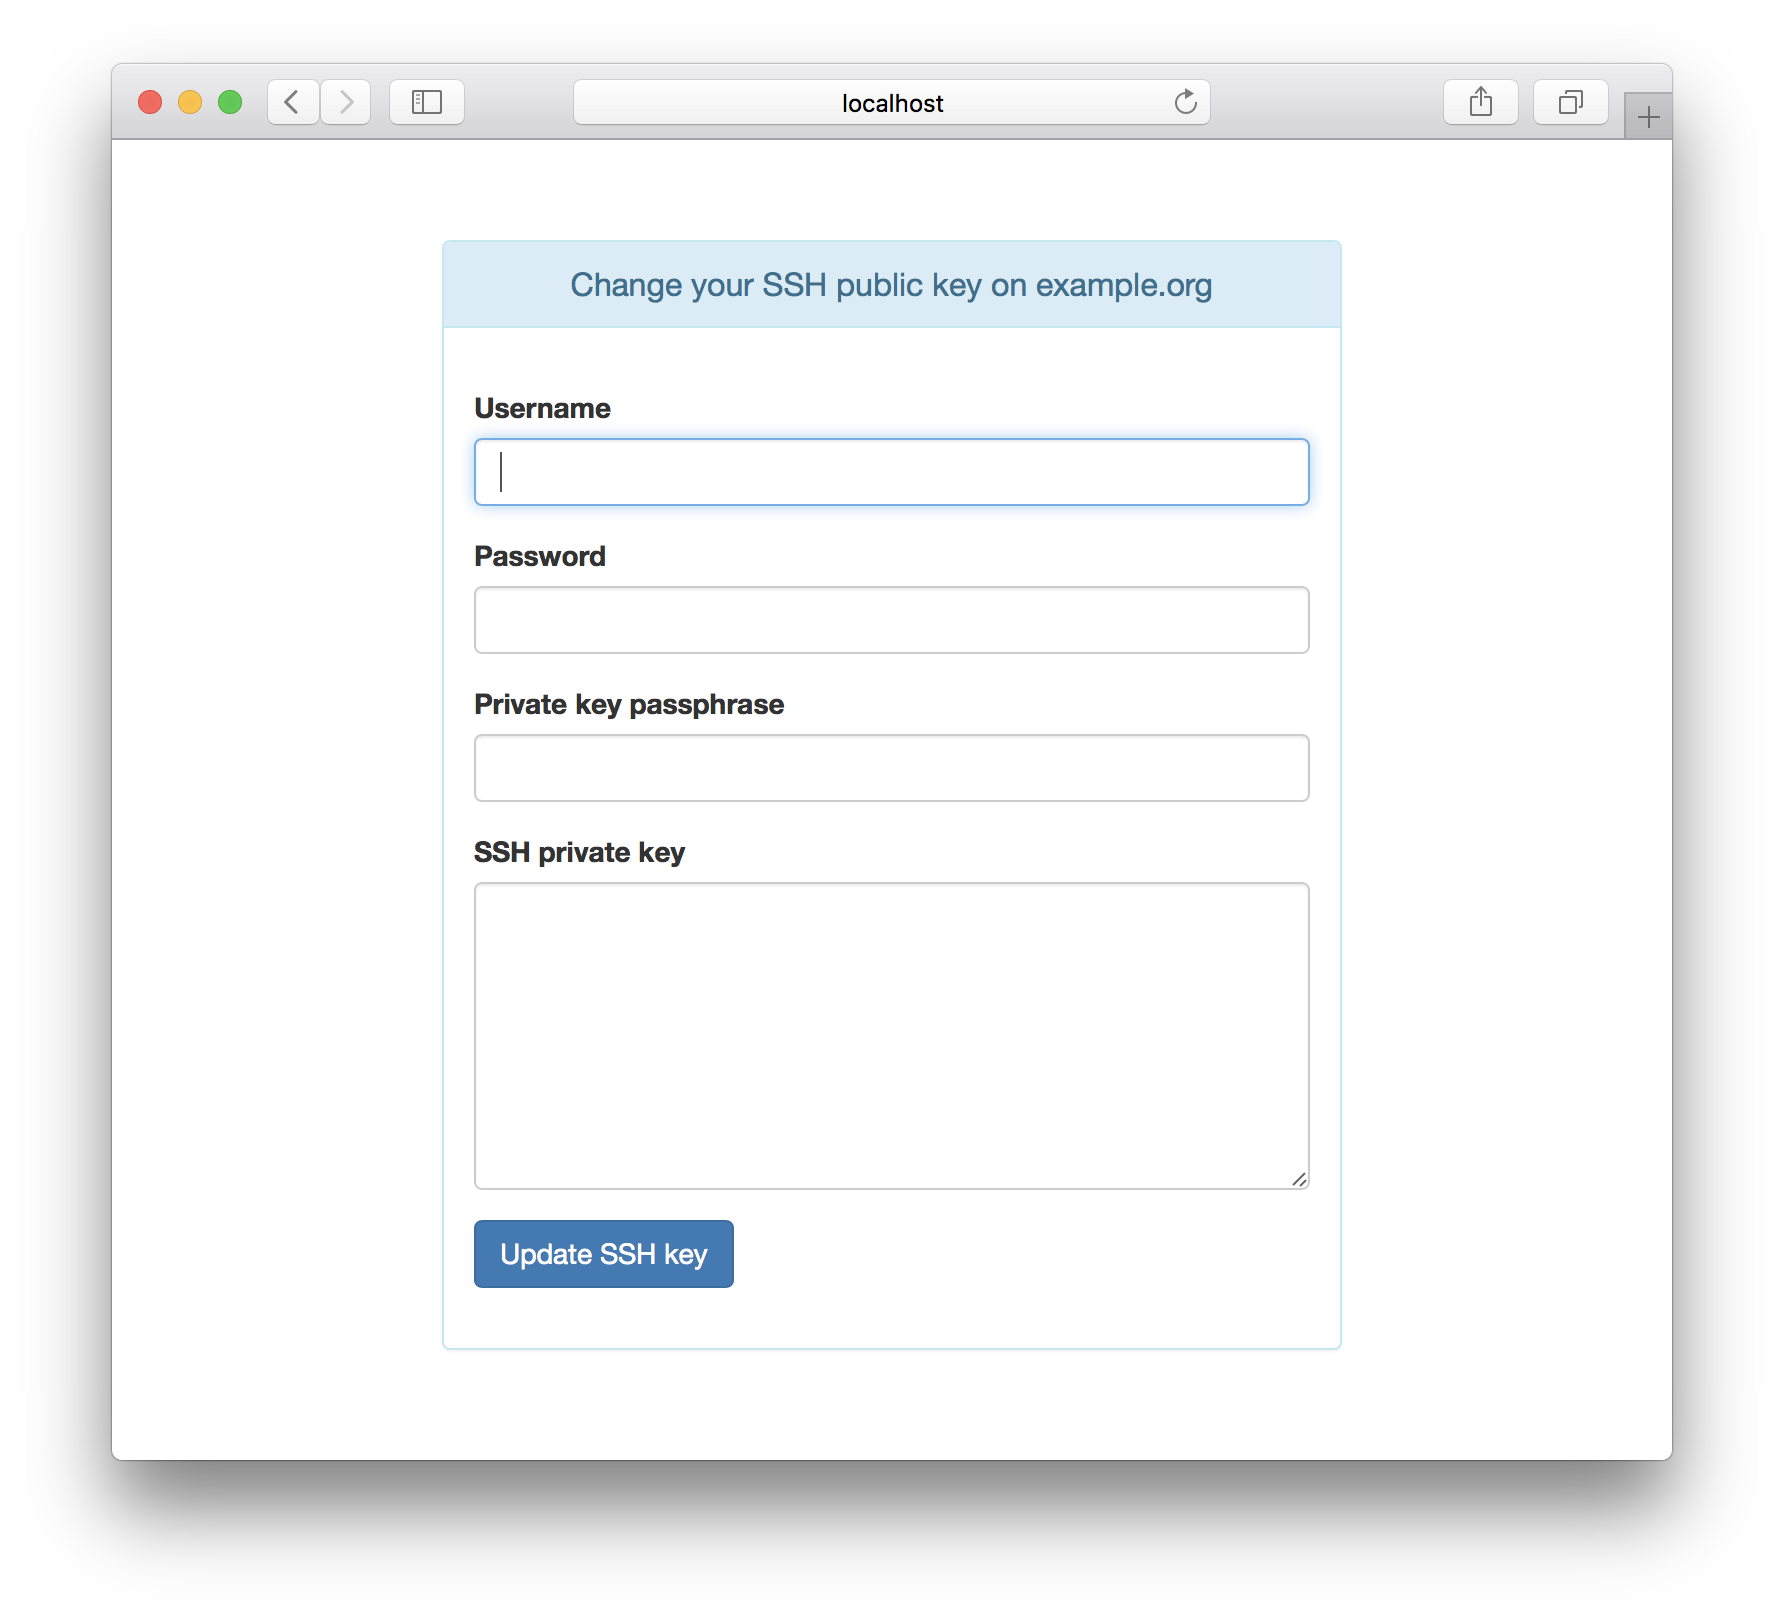 localhost
Change your SSH public key on example.org
Username
Password
Private key passphrase
SSH private key
Update SSH key